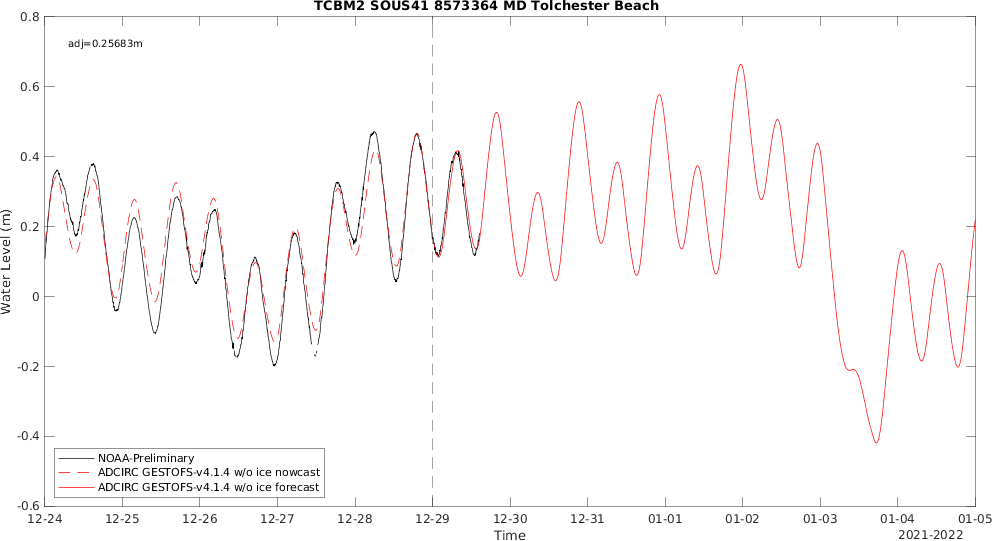 TCBM2 SOUS41 8573364 MD Tolchester Beach
adj=0.25683m
0.8
0.6
0.4
0.2
0
-0.2
-0.4
-0.6
Water Level (m)
NOAA-Preliminary
ADCIRC GESTOFS-v4.1.4 w/o ice nowcast
ADCIRC GESTOFS-v4.1.4 w/o ice forecast
12-24 12-25 12-26 12-27 12-28 12-29 12-30 12-31 01-01 01-02 01-03 01-04 01-05
Time
2021-2022